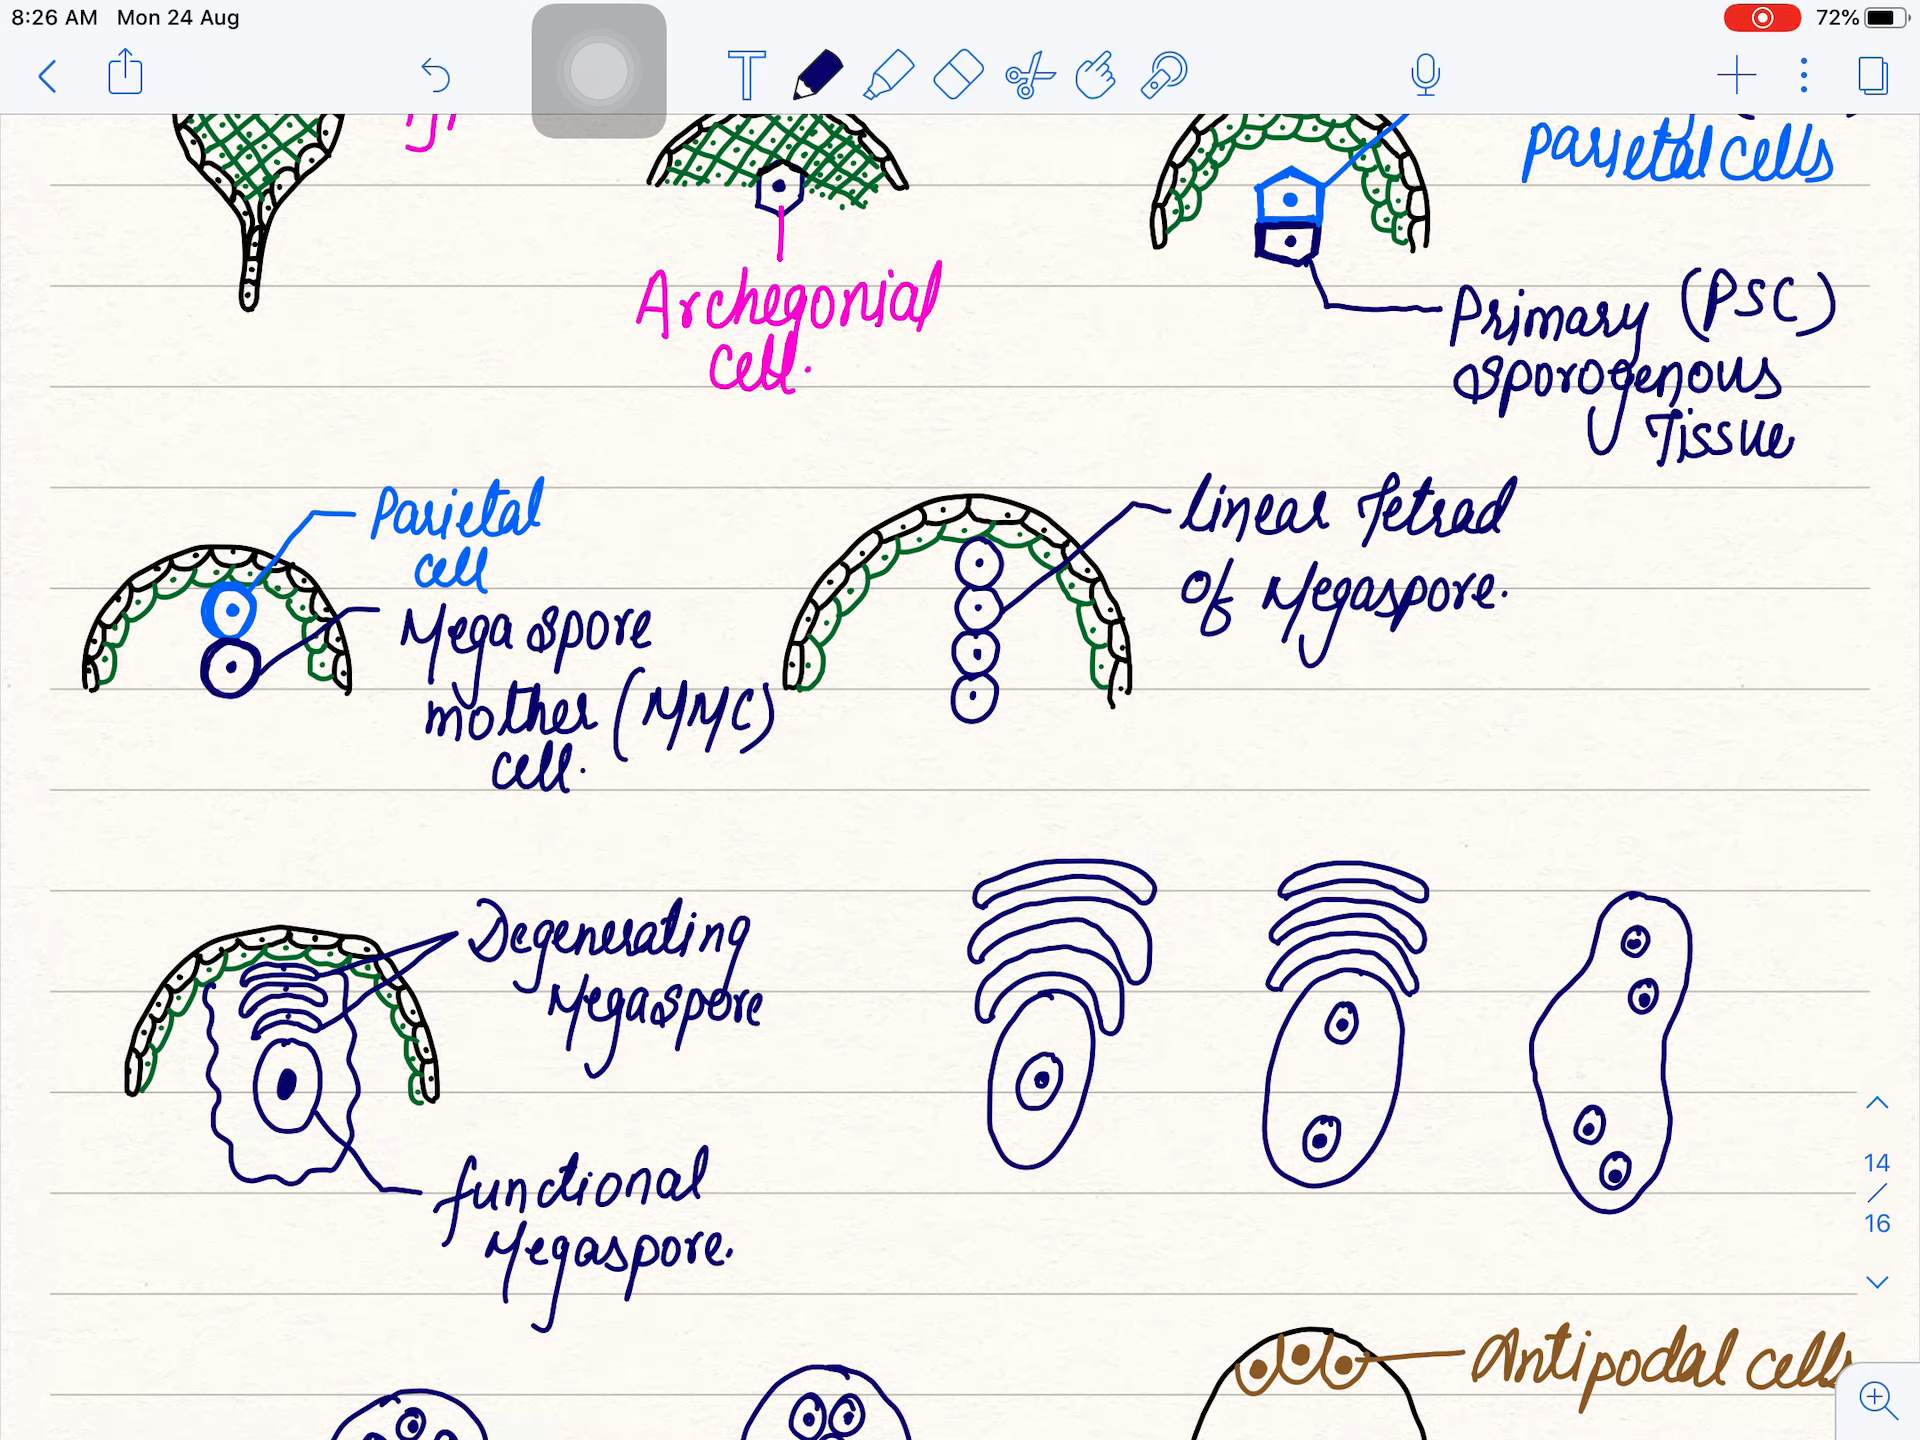 8:26 AM Mon 24 Aug
72%
T
parietal cells
Archegonial
cell.
Primary (PSC)
sporogenous
Tissue
Parietal
cell
Mega spore
mother (MMC)
cell.
linear Tetrad
of Megaspore.
Degenerating
Megaspore
functional
Megaspore.
14
/
16
Antipodal cells